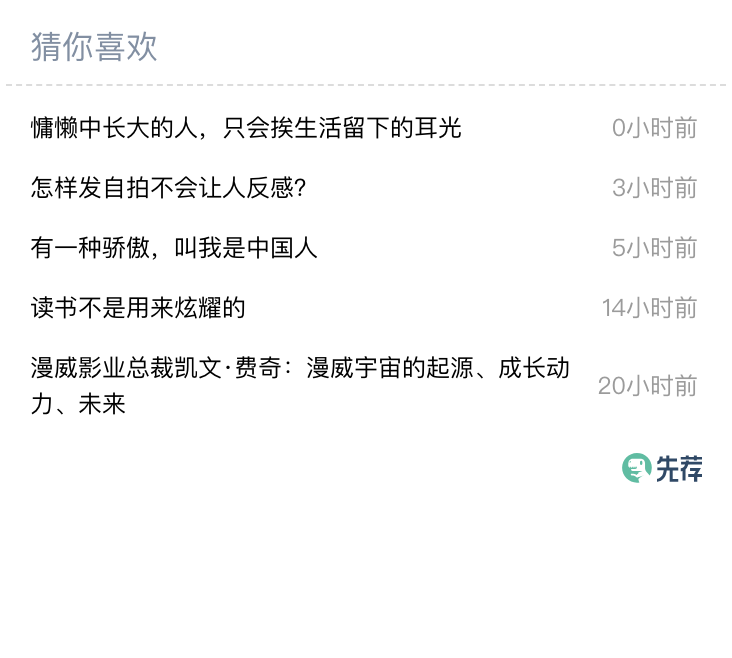 猜你喜欢
慵懒中长大的人，只会挨生活留下的耳光 0小时前
怎样发自拍不会让人反感？ 3小时前
有一种骄傲，叫我是中国人 5小时前
读书不是用来炫耀的 14小时前
漫威影业总裁凯文·费奇：漫威宇宙的起源、成长动
力、未来 20小时前
先荐